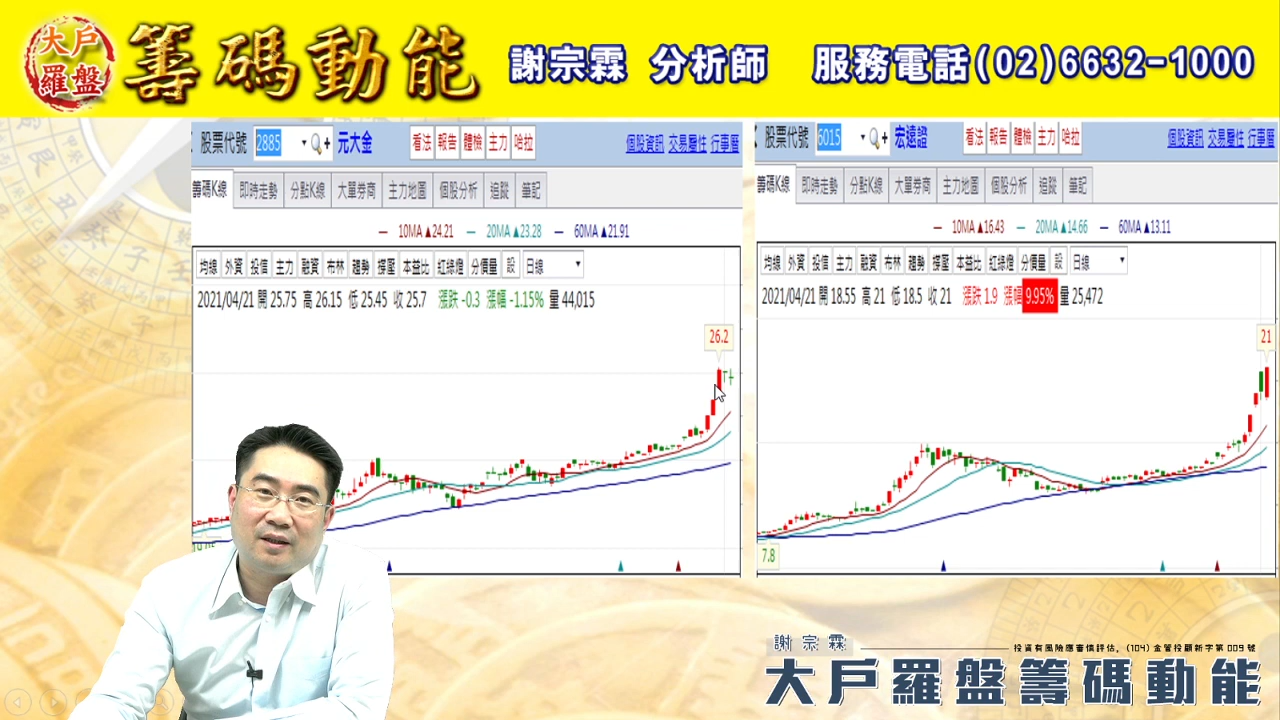 大戶
羅盤
籌碼動能
謝宗霖 分析師 服務電話(02)6632-1000
股票代號 2885 元大金 看法 報告 體檢 主力 哈拉 個股資訊 交易屬性 行事曆
籌碼K線 即時走勢 分點K線 大單券商 主力地圖 個股分析 追蹤 筆記
10MA▲24.21 20MA▲23.28 60MA▲21.91
均線 外資 投信 主力 融資 布林 趨勢 撐壓 本益比 紅綠燈 分價量 設 日線
2021/04/21 開 25.75 高 26.15 低 25.45 收 25.7 漲跌 -0.3 漲幅 -1.15% 量 44,015
26.2
股票代號 6015 宏遠證 看法 報告 體檢 主力 哈拉 個股資訊 交易屬性 行事曆
籌碼K線 即時走勢 分點K線 大單券商 主力地圖 個股分析 追蹤 筆記
10MA▲16.43 20MA▲14.66 60MA▲13.11
均線 外資 投信 主力 融資 布林 趨勢 撐壓 本益比 紅綠燈 分價量 設 日線
2021/04/21 開 18.55 高 21 低 18.5 收 21 漲跌 1.9 漲幅 9.95% 量 25,472
21
7.8
謝宗霖
投資有風險應審慎評估, (104)金管投顧新字第009號
大戶羅盤籌碼動能